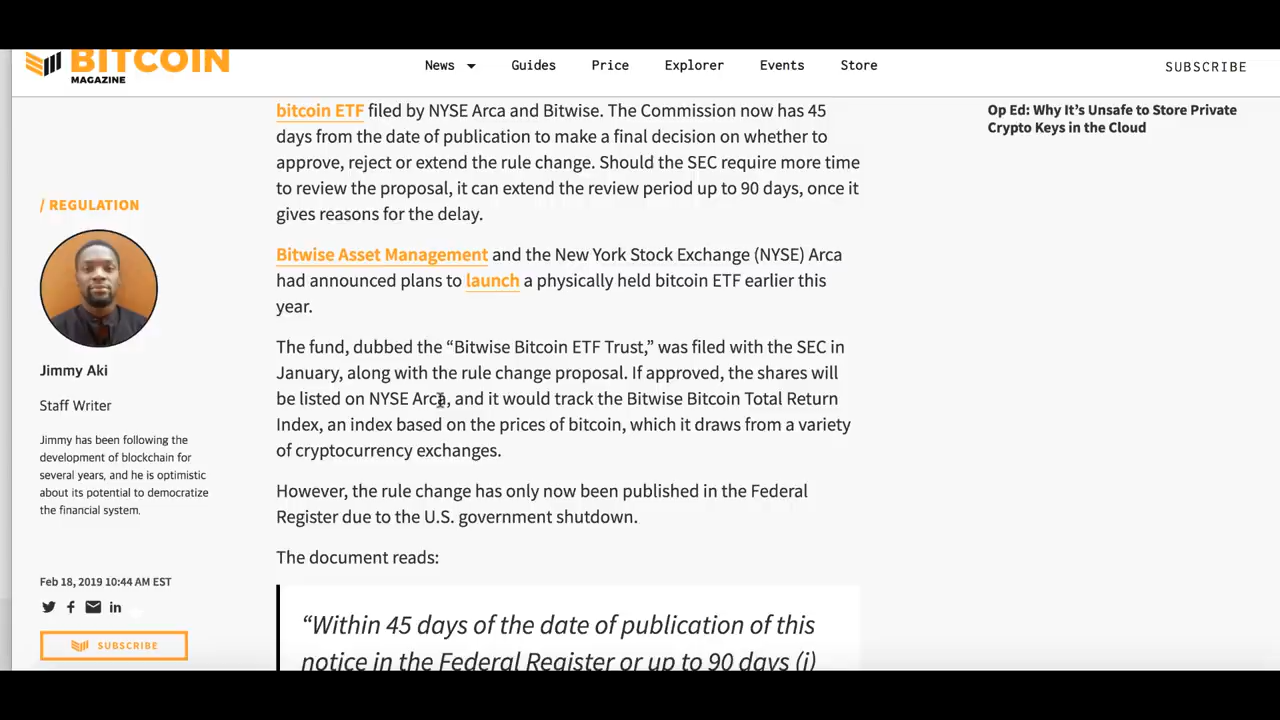 BITCOIN
MAGAZINE
News
Guides
Price
Explorer
Events
Store
SUBSCRIBE
/ REGULATION
Jimmy Aki
Staff Writer
Jimmy has been following the
development of blockchain for
several years, and he is optimistic
about its potential to democratize
the financial system.
Feb 18, 2019 10:44 AM EST
in
SUBSCRIBE
bitcoin ETF filed by NYSE Arca and Bitwise. The Commission now has 45
days from the date of publication to make a final decision on whether to
approve, reject or extend the rule change. Should the SEC require more time
to review the proposal, it can extend the review period up to 90 days, once it
gives reasons for the delay.
Bitwise Asset Management and the New York Stock Exchange (NYSE) Arca
had announced plans to launch a physically held bitcoin ETF earlier this
year.
The fund, dubbed the “Bitwise Bitcoin ETF Trust,” was filed with the SEC in
January, along with the rule change proposal. If approved, the shares will
be listed on NYSE Arca, and it would track the Bitwise Bitcoin Total Return
Index, an index based on the prices of bitcoin, which it draws from a variety
of cryptocurrency exchanges.
However, the rule change has only now been published in the Federal
Register due to the U.S. government shutdown.
The document reads:
“Within 45 days of the date of publication of this
notice in the Federal Register or up to 90 days (i)
Op Ed: Why It’s Unsafe to Store Private
Crypto Keys in the Cloud